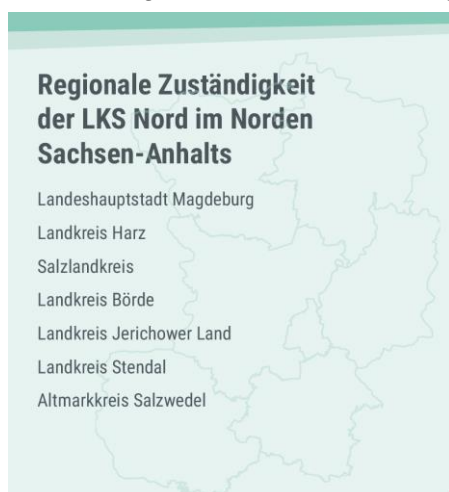 Regionale Zuständigkeit
der LKS Nord im Norden
Sachsen-Anhalts
Landeshauptstadt Magdeburg
Landkreis Harz
Salzlandkreis
Landkreis Börde
Landkreis Jerichower Land
Landkreis Stendal
Altmarkkreis Salzwedel